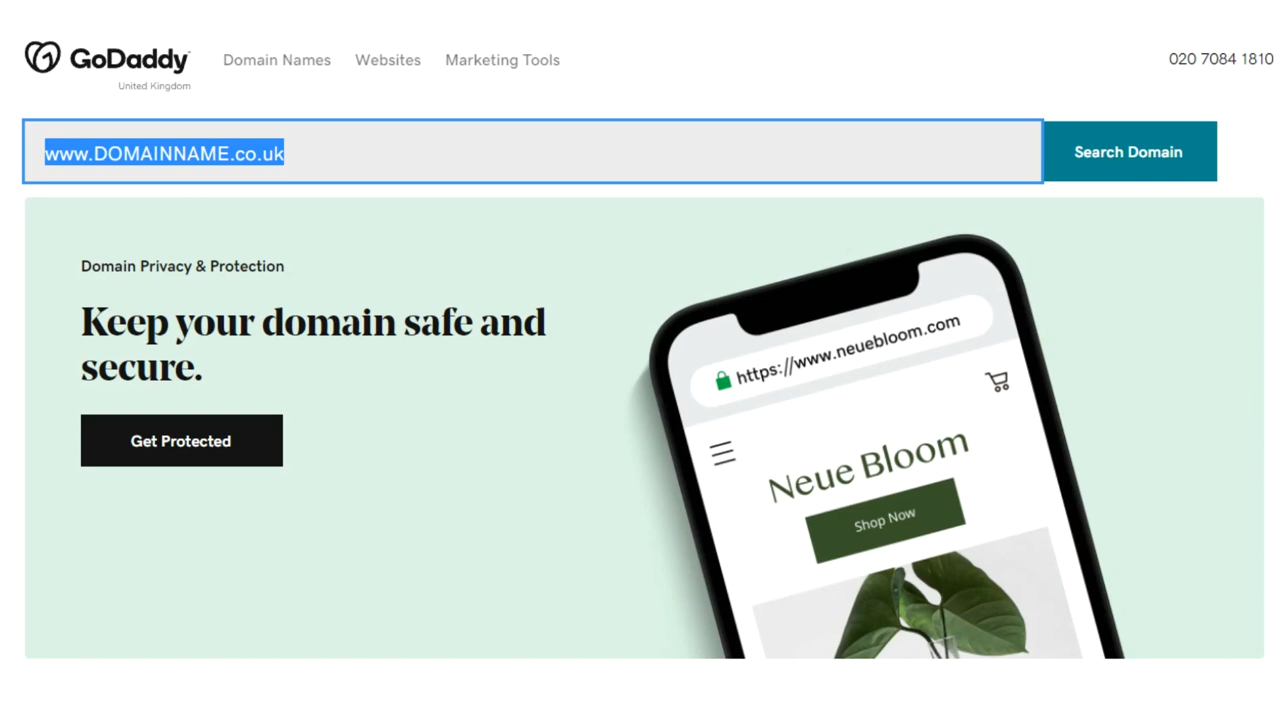 GoDaddy
United Kingdom
Domain Names Websites Marketing Tools
020 7084 1810
www.DOMAINNAME.co.uk
Search Domain
Domain Privacy & Protection
Keep your domain safe and
secure.
Get Protected
https://www.neuebloom.com
Neue Bloom
Shop Now